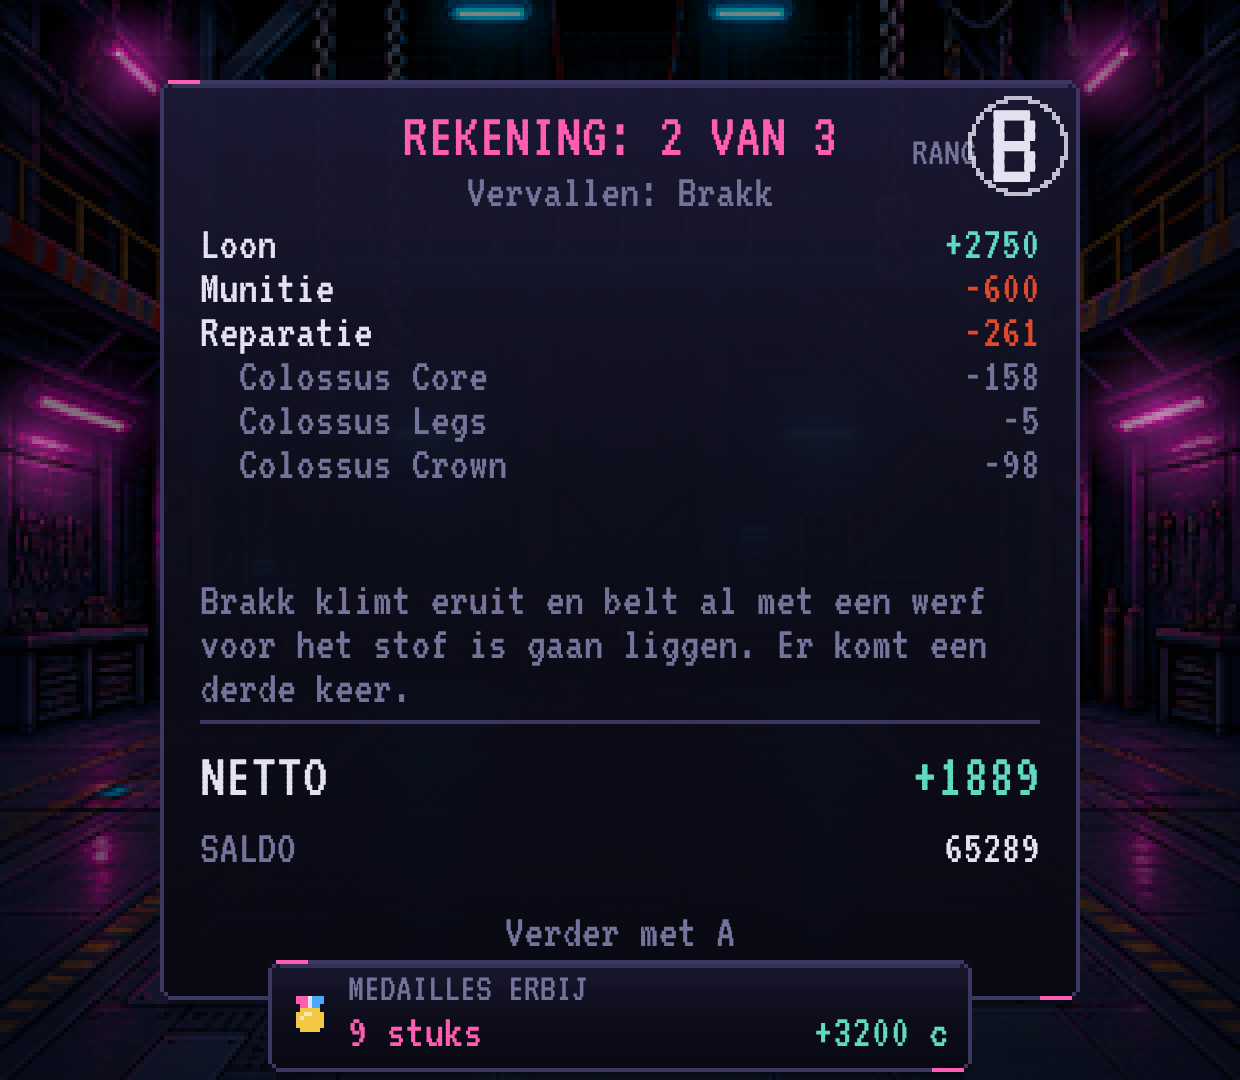 REKENING: 2 VAN 3
RANG B
Vervallen: Brakk
Loon +2750
Munitie -600
Reparatie -261
Colossus Core -158
Colossus Legs -5
Colossus Crown -98
Brakk klimt eruit en belt al met een werf
voor het stof is gaan liggen. Er komt een
derde keer.
NETTO +1889
SALDO 65289
Verder met A
MEDAILLES ERBIJ
9 stuks +3200 c